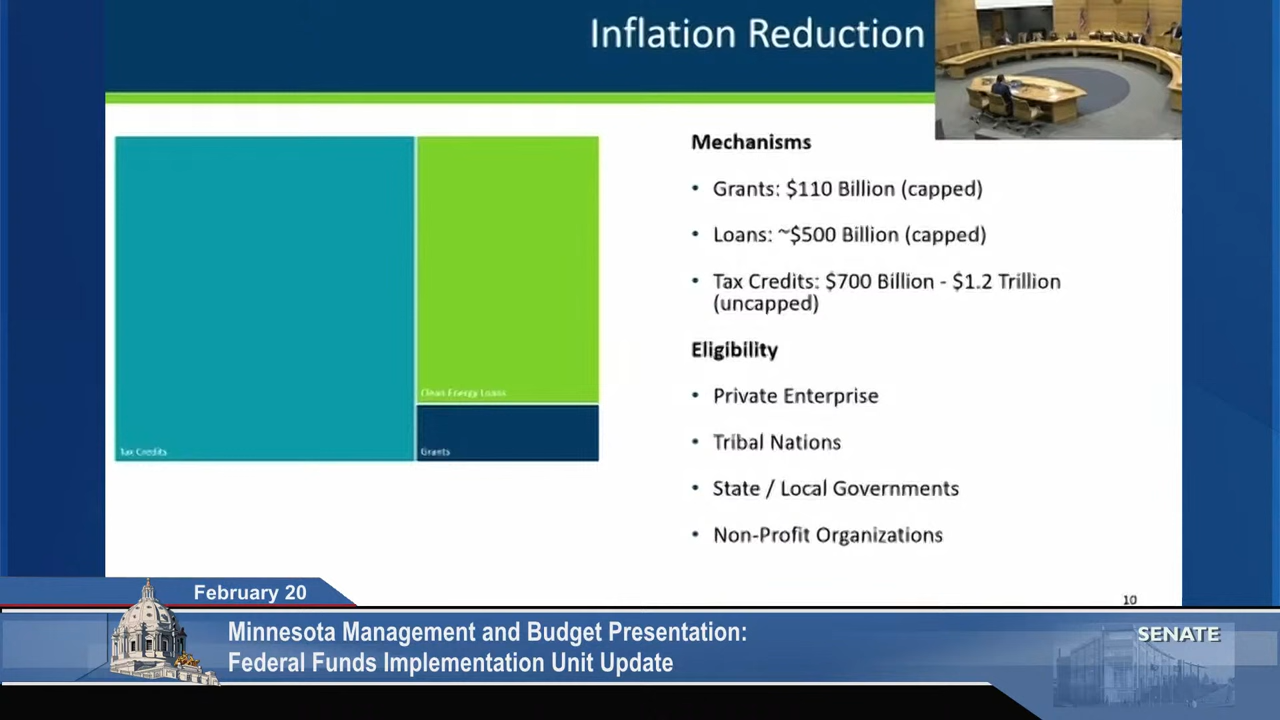 Inflation Reduction
Mechanisms
• Grants: $110 Billion (capped)
• Loans: ~$500 Billion (capped)
• Tax Credits: $700 Billion - $1.2 Trillion
(uncapped)
Eligibility
• Private Enterprise
• Tribal Nations
• State / Local Governments
• Non-Profit Organizations
Clean Energy Loans
Tax Credits
Grants
10
February 20
Minnesota Management and Budget Presentation:
Federal Funds Implementation Unit Update
SENATE